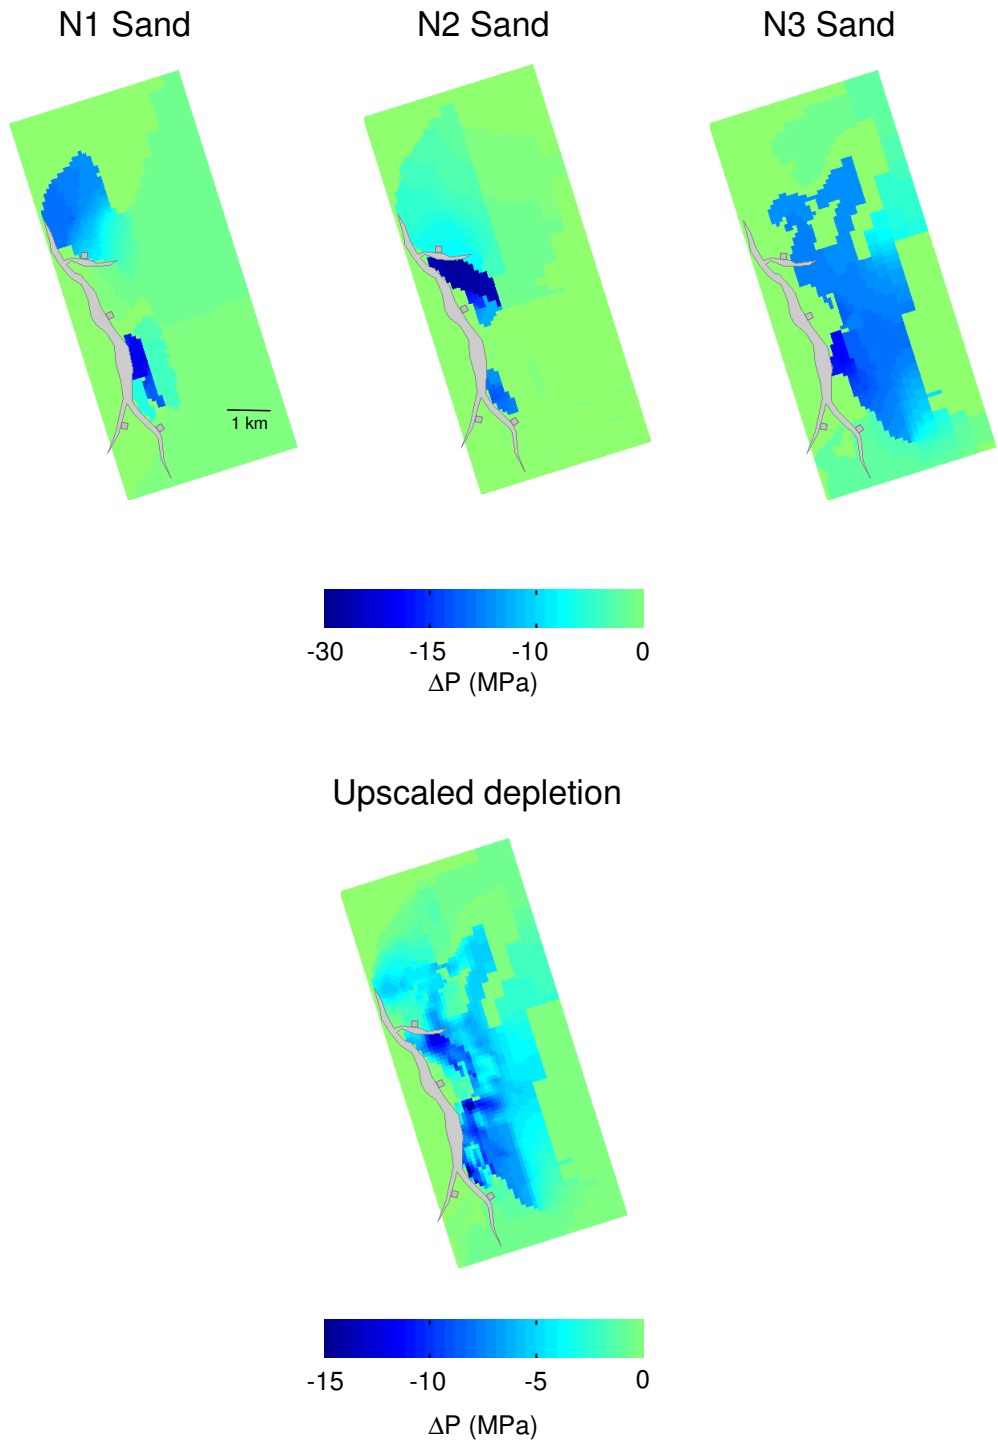 N1 Sand N2 Sand N3 Sand
1 km
-30 -15 -10 0
ΔP (MPa)
Upscaled depletion
-15 -10 -5 0
ΔP (MPa)